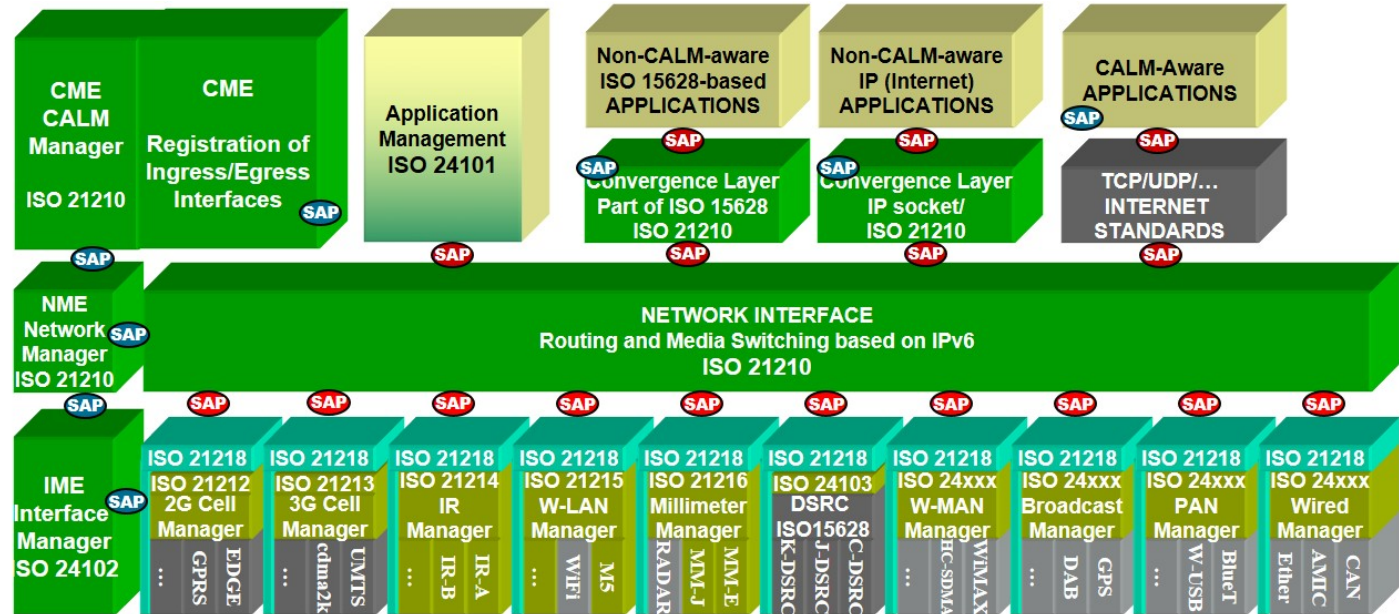 CME
CALM
Manager
ISO 21210
CME
Registration of
Ingress/Egress
Interfaces
SAP
Application
Management
ISO 24101
Non-CALM-aware
ISO 15628-based
APPLICATIONS
SAP
SAP
Convergence Layer
Part of ISO 15628
ISO 21210
Non-CALM-aware
IP (Internet)
APPLICATIONS
SAP
SAP
Convergence Layer
IP socket/
ISO 21210
CALM-Aware
APPLICATIONS
SAP
SAP
TCP/UDP/...
INTERNET
STANDARDS
SAP
SAP
SAP
SAP
SAP
NME
Network
Manager
ISO 21210
SAP
NETWORK INTERFACE
Routing and Media Switching based on IPv6
ISO 21210
SAP
SAP
SAP
SAP
SAP
SAP
SAP
SAP
SAP
SAP
SAP
IME
Interface
Manager
ISO 24102
SAP
ISO 21218
ISO 21212
2G Cell
Manager
...
GPRS
EDGE
ISO 21218
ISO 21213
3G Cell
Manager
...
cdma2k
UMTS
ISO 21218
ISO 21214
IR
Manager
...
IR-B
IR-A
ISO 21218
ISO 21215
W-LAN
Manager
...
WiFi
M5
ISO 21218
ISO 21216
Millimeter
Manager
RADAR
MM-J
MM-E
ISO 21218
ISO 24103
DSRC
ISO15628
K-DSRC
J-DSRC
C-DSRC
ISO 21218
ISO 24xxx
W-MAN
Manager
...
HC-SDMA
WiMAX
ISO 21218
ISO 24xxx
Broadcast
Manager
...
DAB
GPS
ISO 21218
ISO 24xxx
PAN
Manager
...
W-USB
BlueT
ISO 21218
ISO 24xxx
Wired
Manager
Ether
AMIC
CAN